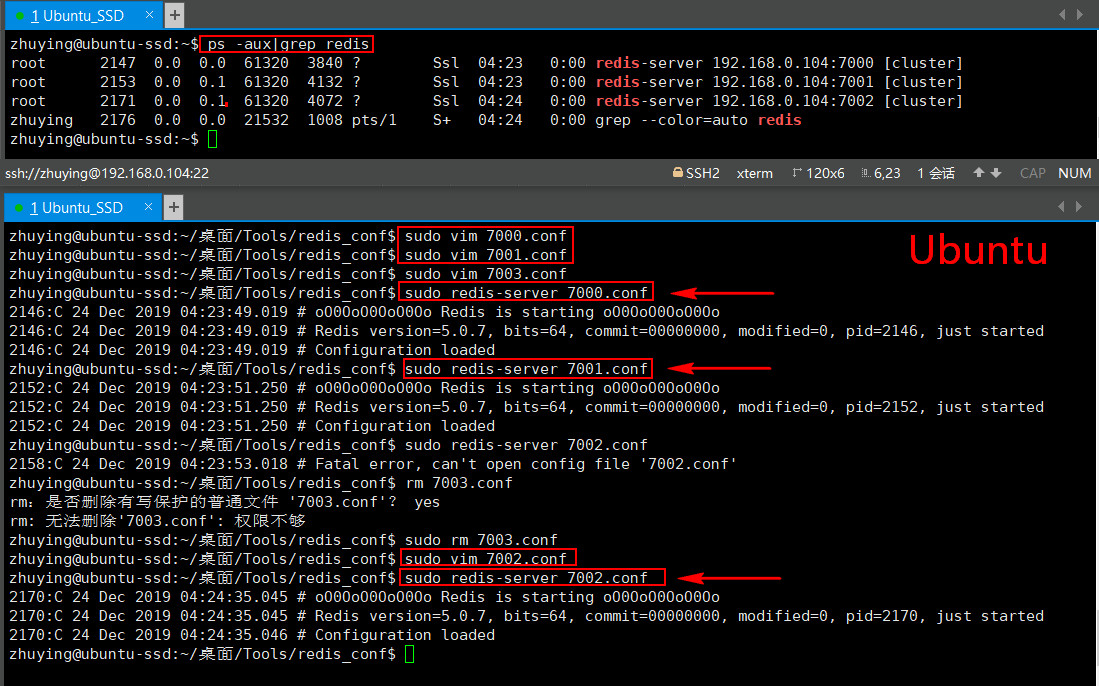 1 Ubuntu_SSD × +
zhuying@ubuntu-ssd:~$ ps -aux|grep redis
root      2147  0.0  0.0  61320  3840 ?        Ssl  04:23   0:00 redis-server 192.168.0.104:7000 [cluster]
root      2153  0.0  0.1  61320  4132 ?        Ssl  04:23   0:00 redis-server 192.168.0.104:7001 [cluster]
root      2171  0.0  0.1  61320  4072 ?        Ssl  04:24   0:00 redis-server 192.168.0.104:7002 [cluster]
zhuying   2176  0.0  0.0  21532  1008 pts/1    S+   04:24   0:00 grep --color=auto redis
zhuying@ubuntu-ssd:~$
ssh://zhuying@192.168.0.104:22 SSH2 xterm 120x6 6,23 1 会话 CAP NUM
1 Ubuntu_SSD × +
zhuying@ubuntu-ssd:~/桌面/Tools/redis_conf$ sudo vim 7000.conf
Ubuntu
zhuying@ubuntu-ssd:~/桌面/Tools/redis_conf$ sudo vim 7001.conf
zhuying@ubuntu-ssd:~/桌面/Tools/redis_conf$ sudo vim 7003.conf
zhuying@ubuntu-ssd:~/桌面/Tools/redis_conf$ sudo redis-server 7000.conf
2146:C 24 Dec 2019 04:23:49.019 # oO0OoO0OoO0Oo Redis is starting oO0OoO0OoO0Oo
2146:C 24 Dec 2019 04:23:49.019 # Redis version=5.0.7, bits=64, commit=00000000, modified=0, pid=2146, just started
2146:C 24 Dec 2019 04:23:49.019 # Configuration loaded
zhuying@ubuntu-ssd:~/桌面/Tools/redis_conf$ sudo redis-server 7001.conf
2152:C 24 Dec 2019 04:23:51.250 # oO0OoO0OoO0Oo Redis is starting oO0OoO0OoO0Oo
2152:C 24 Dec 2019 04:23:51.250 # Redis version=5.0.7, bits=64, commit=00000000, modified=0, pid=2152, just started
2152:C 24 Dec 2019 04:23:51.250 # Configuration loaded
zhuying@ubuntu-ssd:~/桌面/Tools/redis_conf$ sudo redis-server 7002.conf
2158:C 24 Dec 2019 04:23:53.018 # Fatal error, can't open config file '7002.conf'
zhuying@ubuntu-ssd:~/桌面/Tools/redis_conf$ rm 7003.conf
rm：是否删除有写保护的普通文件 '7003.conf'？ yes
rm: 无法删除'7003.conf': 权限不够
zhuying@ubuntu-ssd:~/桌面/Tools/redis_conf$ sudo rm 7003.conf
zhuying@ubuntu-ssd:~/桌面/Tools/redis_conf$ sudo vim 7002.conf
zhuying@ubuntu-ssd:~/桌面/Tools/redis_conf$ sudo redis-server 7002.conf
2170:C 24 Dec 2019 04:24:35.045 # oO0OoO0OoO0Oo Redis is starting oO0OoO0OoO0Oo
2170:C 24 Dec 2019 04:24:35.045 # Redis version=5.0.7, bits=64, commit=00000000, modified=0, pid=2170, just started
2170:C 24 Dec 2019 04:24:35.046 # Configuration loaded
zhuying@ubuntu-ssd:~/桌面/Tools/redis_conf$